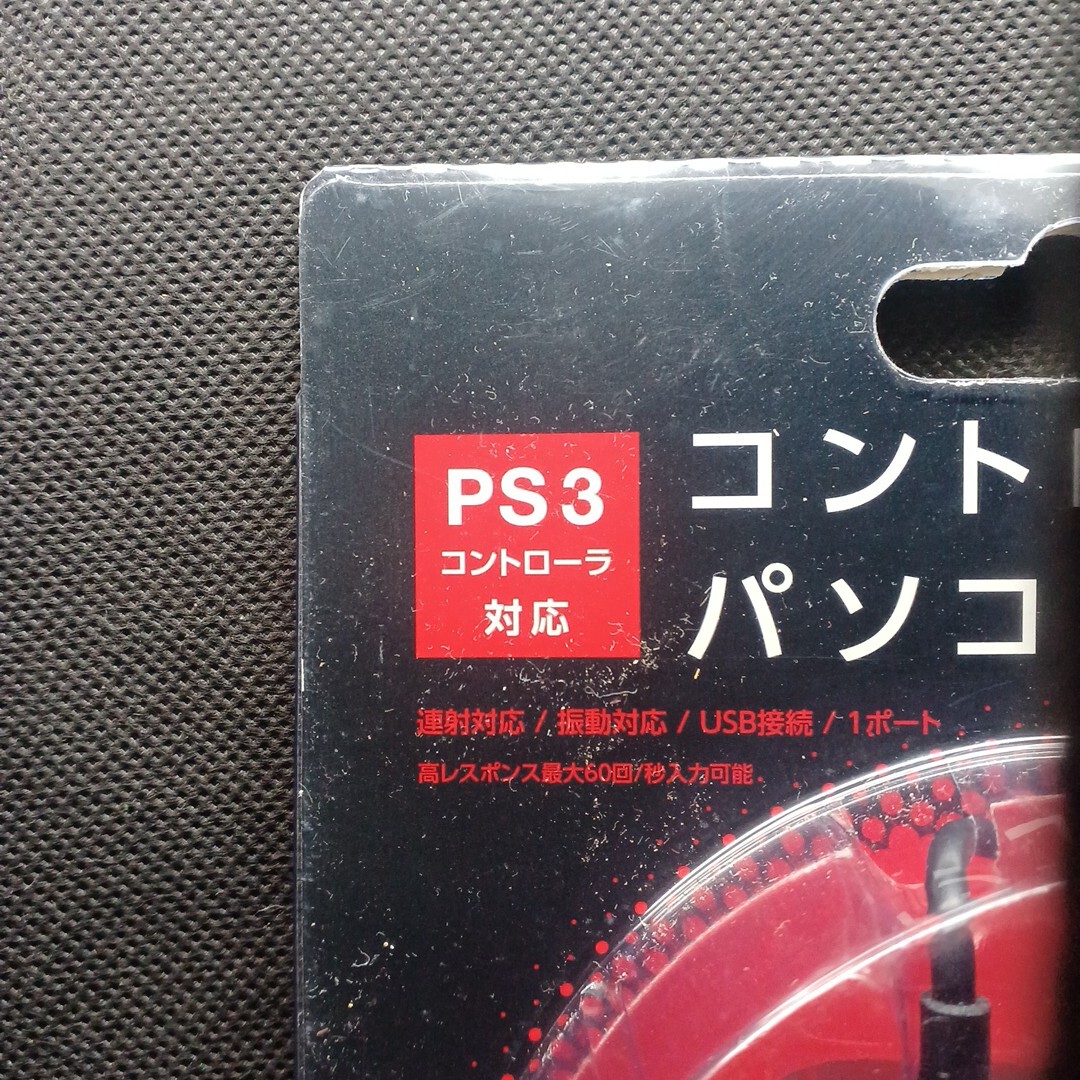 PS3
コントローラ
対応
コント
パソコ
連射対応 / 振動対応 / USB接続 / 1ポート
高レスポンス最大60回/秒入力可能.